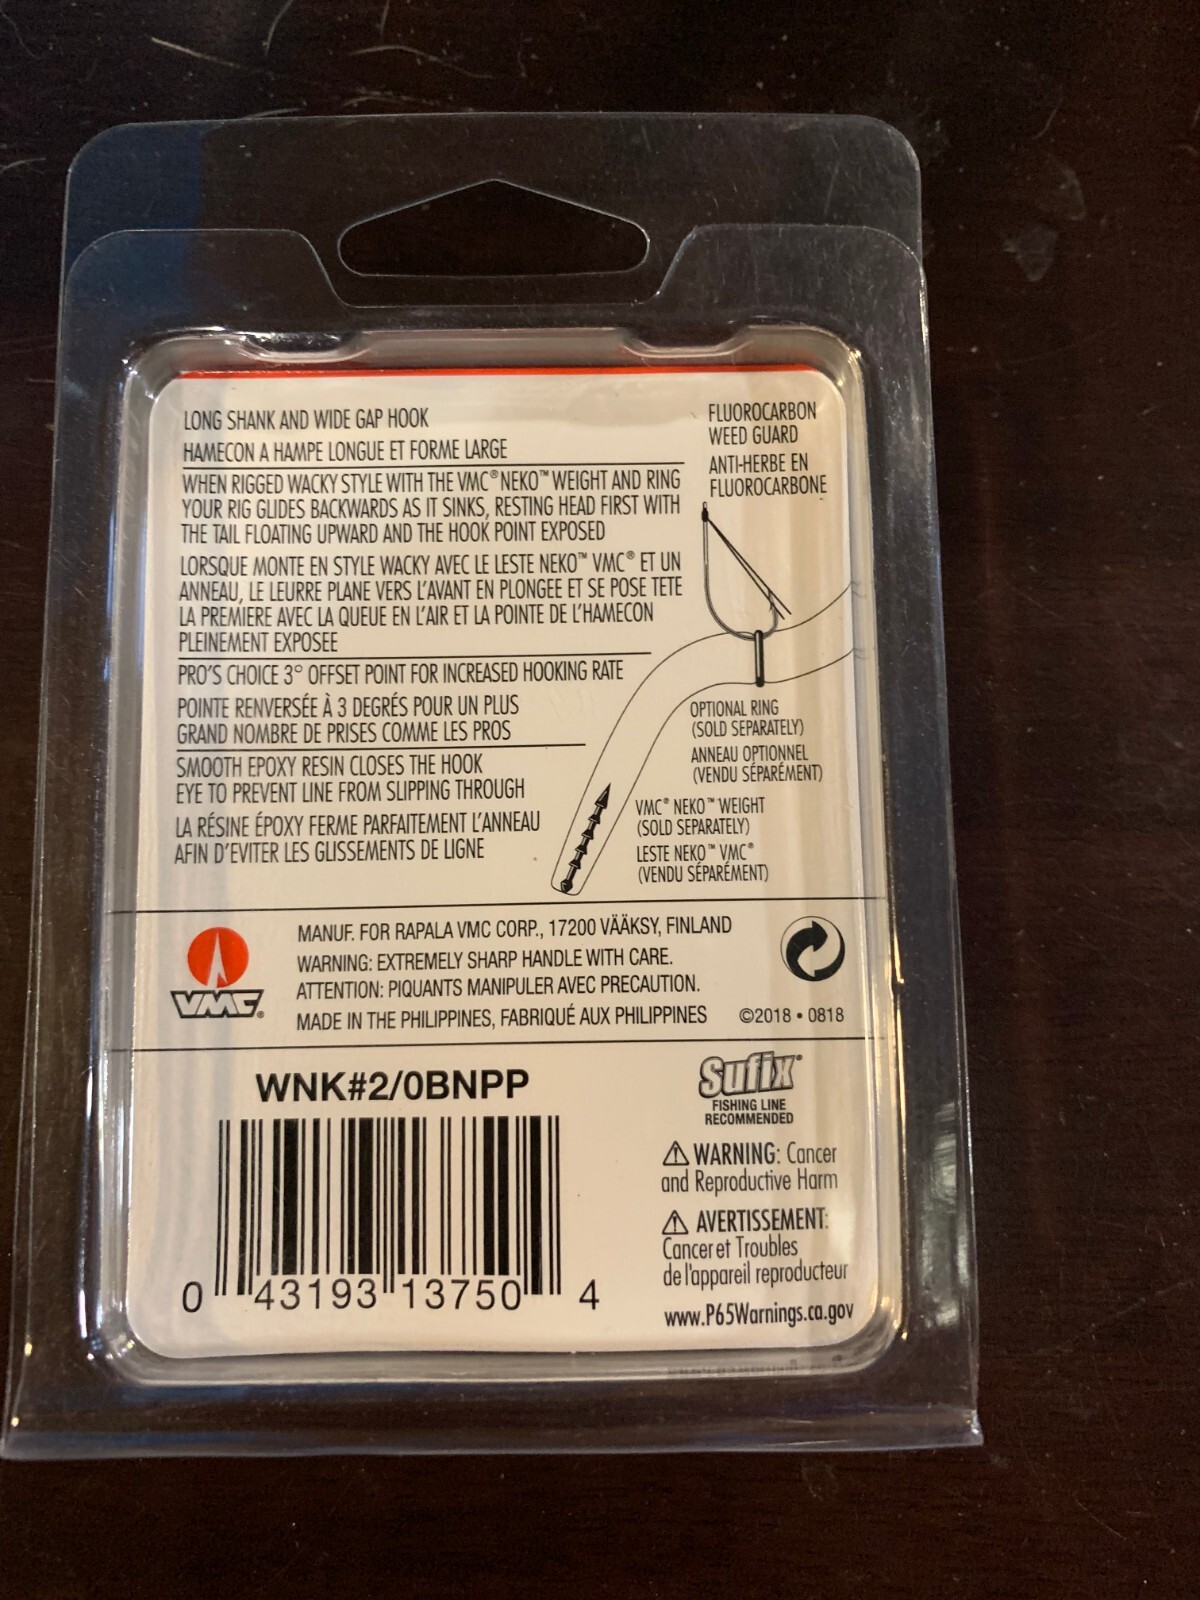 LONG SHANK AND WIDE GAP HOOK
HAMECON A HAMPE LONGUE ET FORME LARGE
WHEN RIGGED WACKY STYLE WITH THE VMC® NEKO™ WEIGHT AND RING
YOUR RIG GLIDES BACKWARDS AS IT SINKS, RESTING HEAD FIRST WITH
THE TAIL FLOATING UPWARD AND THE HOOK POINT EXPOSED
LORSQUE MONTE EN STYLE WACKY AVEC LE LESTE NEKO™ VMC® ET UN
ANNEAU, LE LEURRE PLANE VERS L'AVANT EN PLONGEE ET SE POSE TETE
LA PREMIERE AVEC LA QUEUE EN L'AIR ET LA POINTE DE L'HAMECON
PLEINEMENT EXPOSEE
PRO'S CHOICE 3° OFFSET POINT FOR INCREASED HOOKING RATE
POINTE RENVERSÉE À 3 DEGRÉS POUR UN PLUS
GRAND NOMBRE DE PRISES COMME LES PROS
SMOOTH EPOXY RESIN CLOSES THE HOOK
EYE TO PREVENT LINE FROM SLIPPING THROUGH
LA RÉSINE ÉPOXY FERME PARFAITEMENT L'ANNEAU
AFIN D'EVITER LES GLISSEMENTS DE LIGNE
FLUOROCARBON
WEED GUARD
ANTI-HERBE EN
FLUOROCARBONE
OPTIONAL RING
(SOLD SEPARATELY)
ANNEAU OPTIONNEL
(VENDU SÉPARÉMENT)
VMC® NEKO™ WEIGHT
(SOLD SEPARATELY)
LESTE NEKO™ VMC®
(VENDU SÉPARÉMENT)
VMC®
MANUF. FOR RAPALA VMC CORP., 17200 VÄÄKSY, FINLAND
WARNING: EXTREMELY SHARP HANDLE WITH CARE.
ATTENTION: PIQUANTS MANIPULER AVEC PRECAUTION.
MADE IN THE PHILIPPINES, FABRIQUÉ AUX PHILIPPINES ©2018 • 0818
WNK#2/0BNPP
0 43193 13750 4
Sufix®
FISHING LINE
RECOMMENDED
⚠ WARNING: Cancer
and Reproductive Harm
⚠ AVERTISSEMENT:
Cancer et Troubles
de l'appareil reproducteur
www.P65Warnings.ca.gov